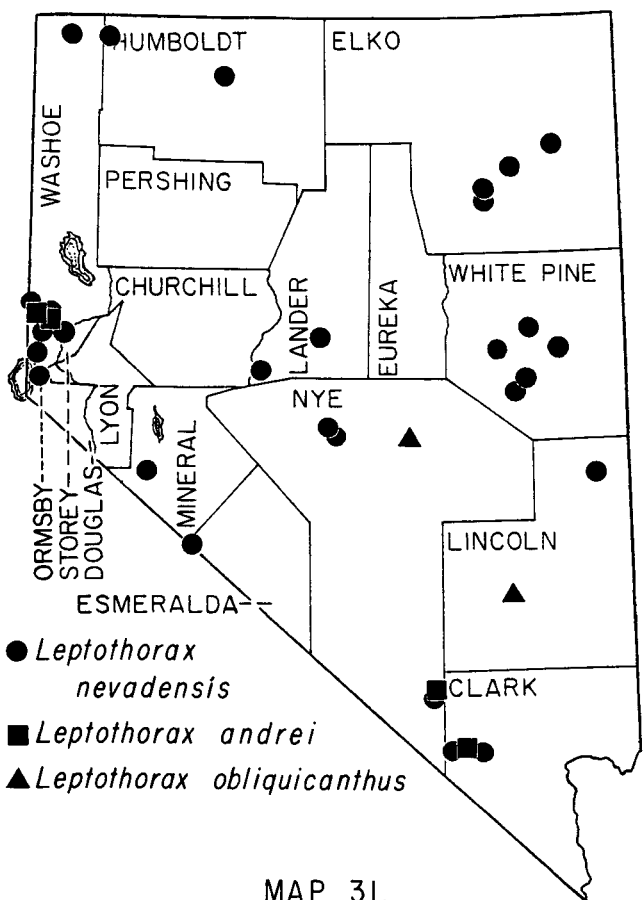 HUMBOLDT
ELKO
WASHOE
PERSHING
CHURCHILL
LANDER
EUREKA
WHITE PINE
NYE
LYON
MINERAL
ORMSBY
STOREY
DOUGLAS
LINCOLN
ESMERALDA
CLARK
Leptothorax
nevadensis
Leptothorax andrei
Leptothorax obliquicanthus
MAP 31